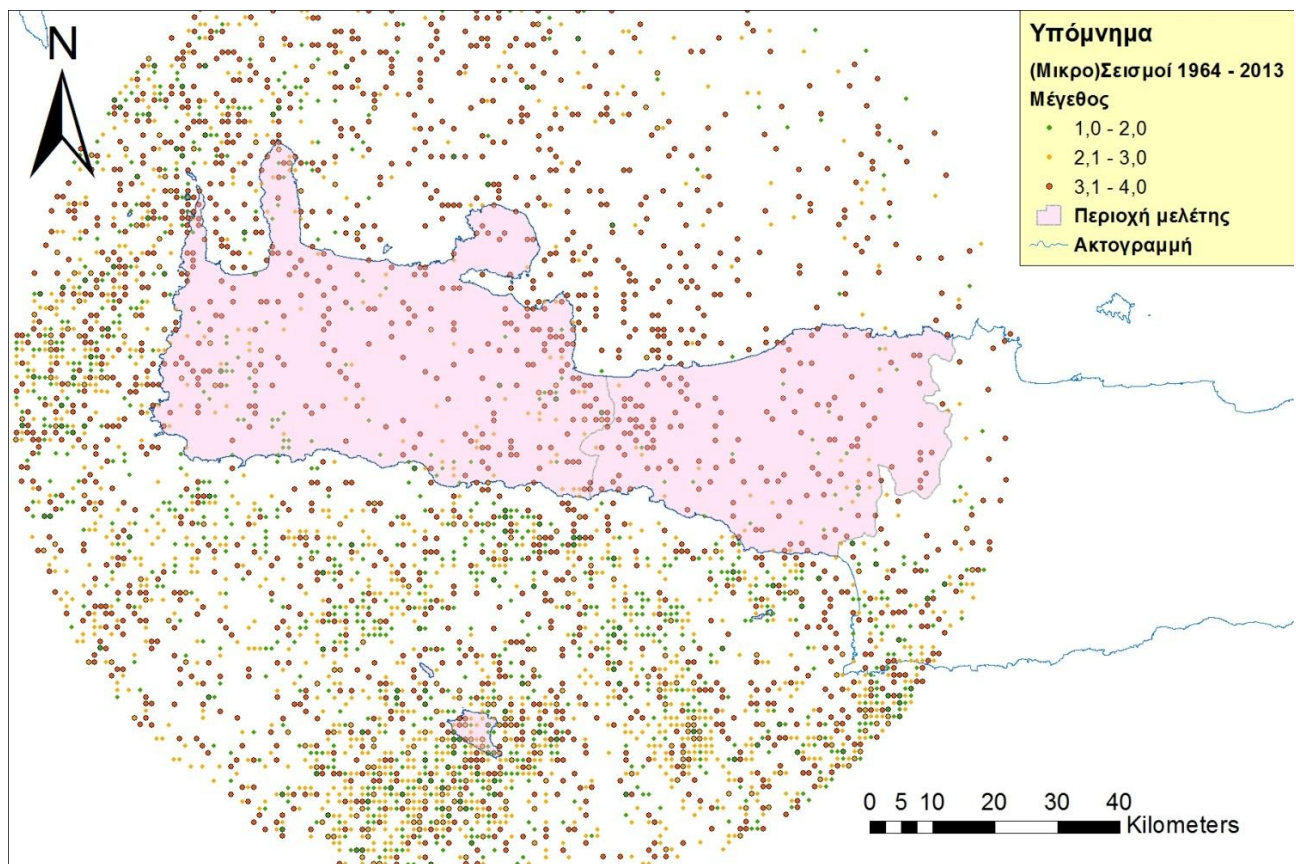 N
Υπόμνημα
(Μικρο)Σεισμοί 1964 - 2013
Μέγεθος
1,0 - 2,0
2,1 - 3,0
3,1 - 4,0
Περιοχή μελέτης
Ακτογραμμή
0 5 10 20 30 40
Kilometers